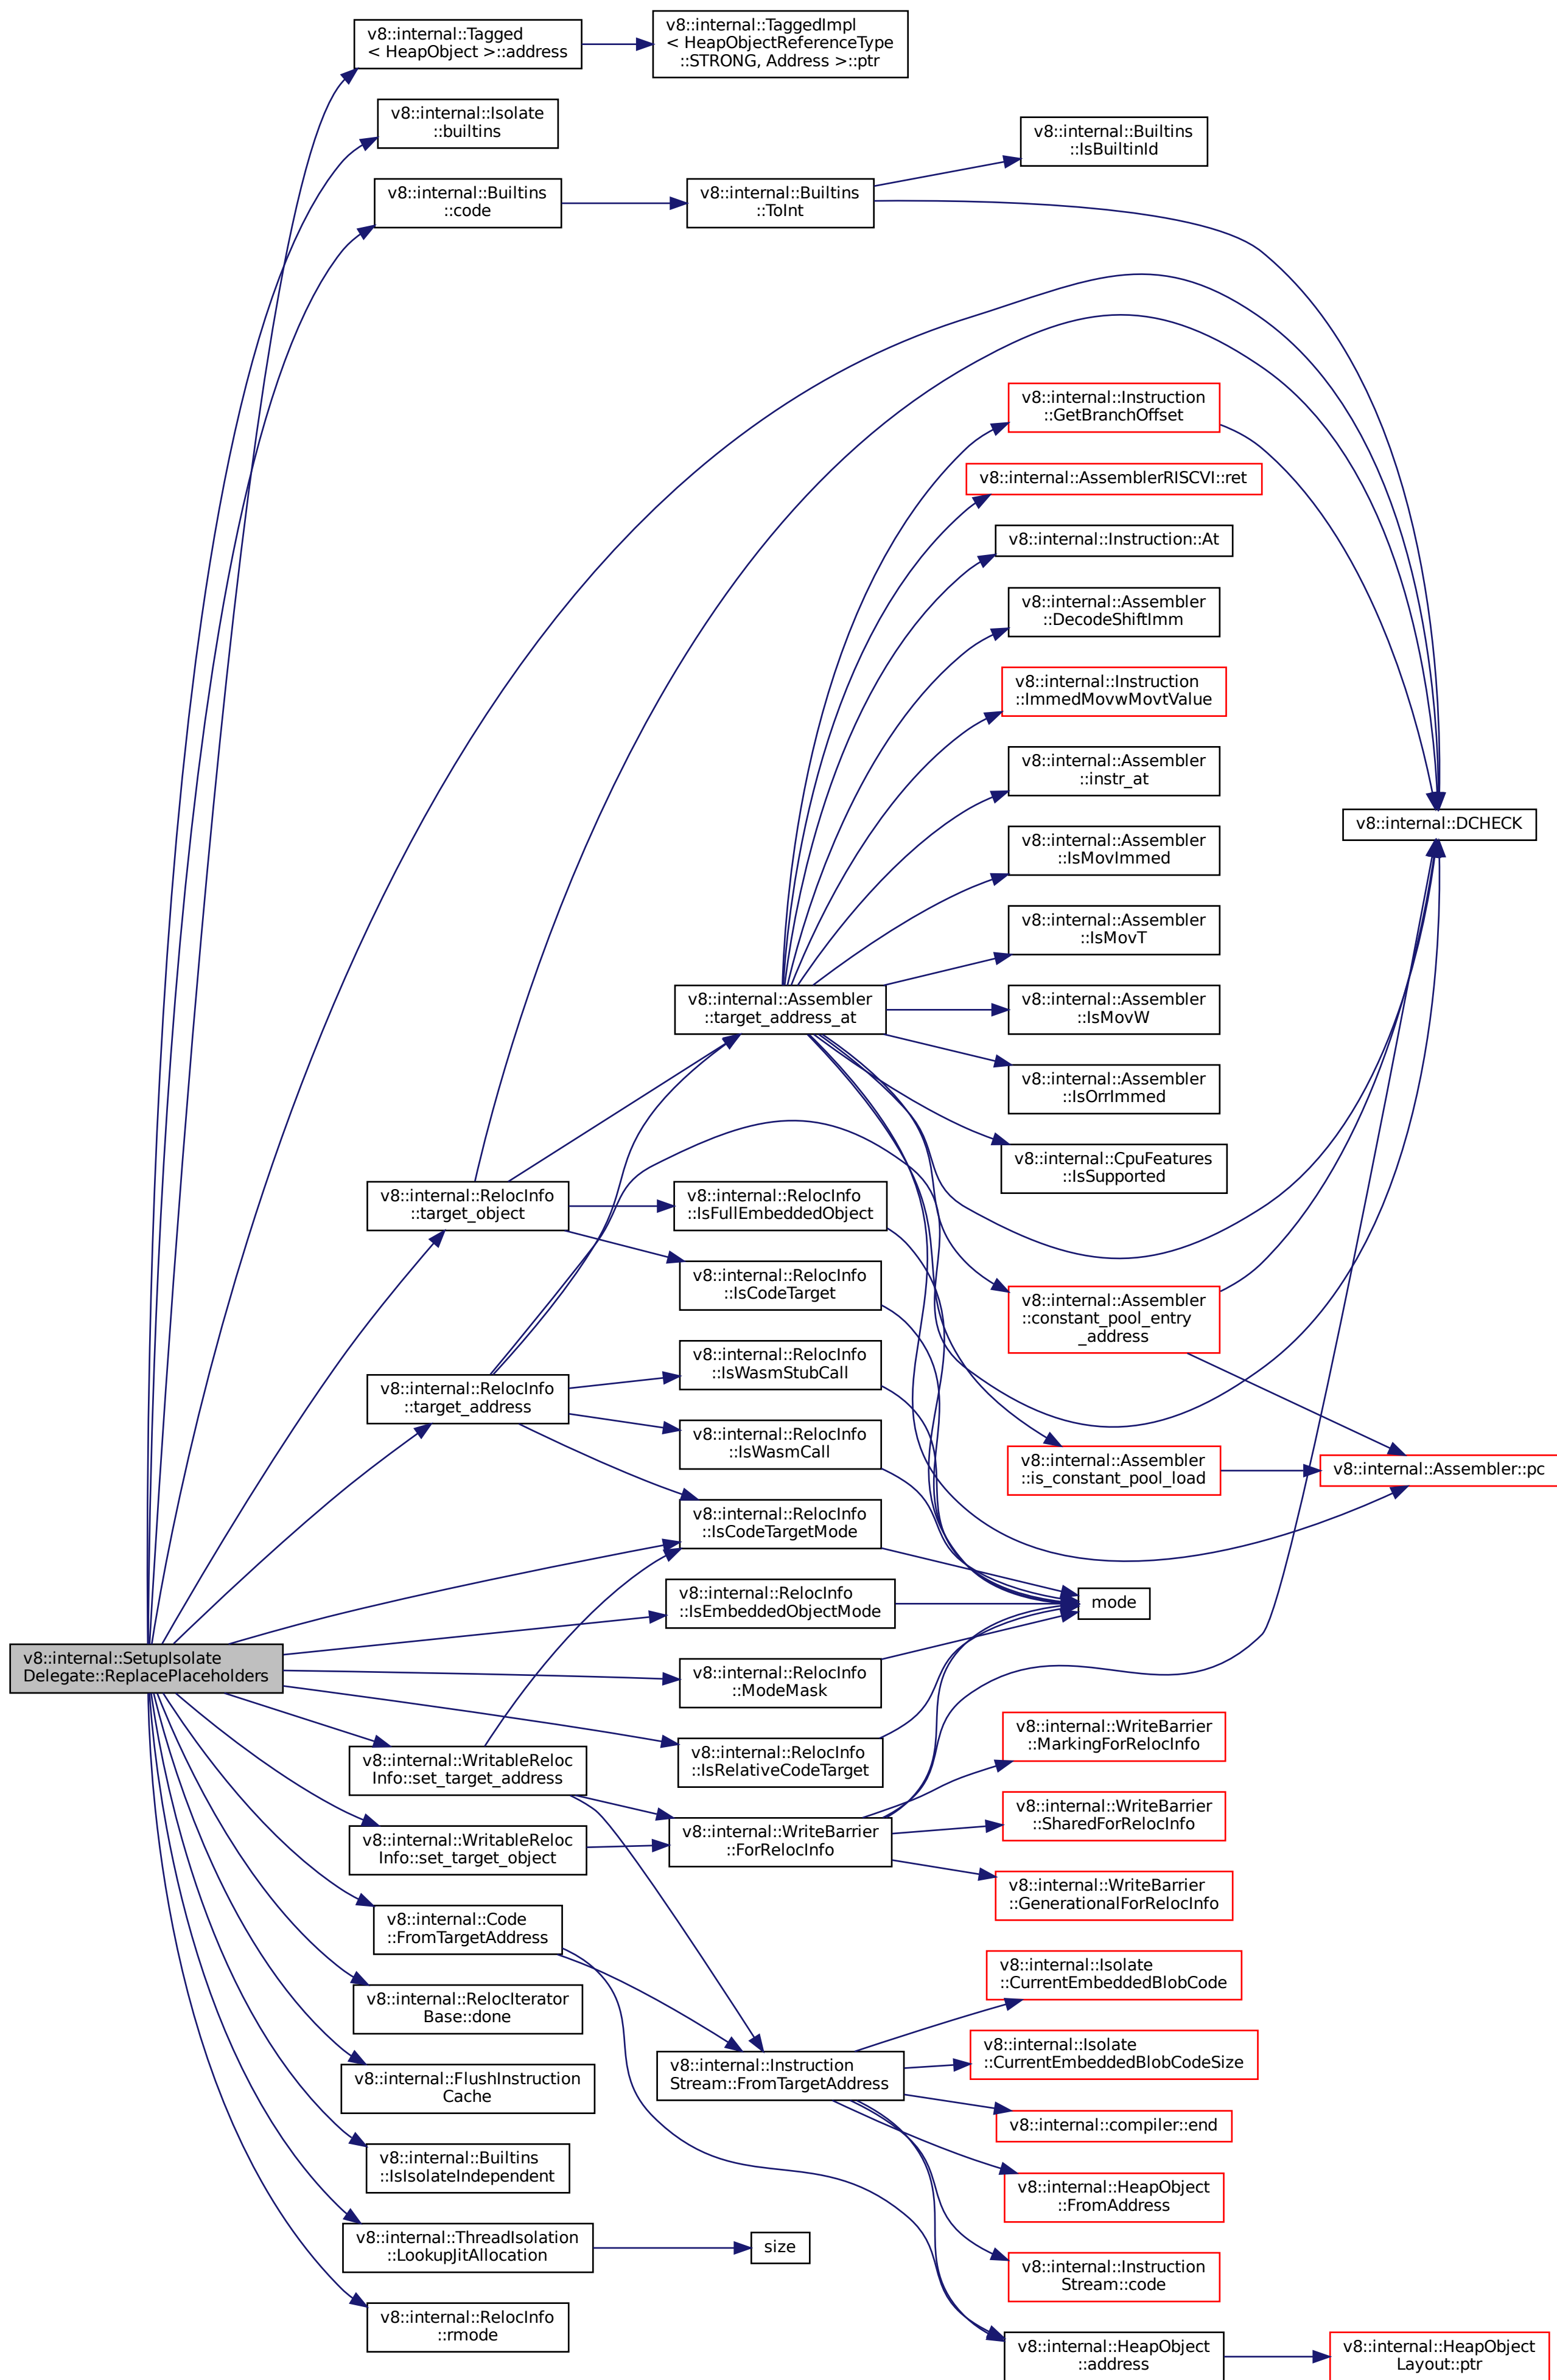 v8::internal::Tagged
< HeapObject >::address
v8::internal::TaggedImpl
< HeapObjectReferenceType
::STRONG, Address >::ptr
v8::internal::Isolate
::builtins
v8::internal::Builtins
::IsBuiltinId
v8::internal::Builtins
::code
v8::internal::Builtins
::ToInt
v8::internal::Instruction
::GetBranchOffset
v8::internal::AssemblerRISCVI::ret
v8::internal::Instruction::At
v8::internal::Assembler
::DecodeShiftImm
v8::internal::Instruction
::ImmedMovwMovtValue
v8::internal::Assembler
::instr_at
v8::internal::DCHECK
v8::internal::Assembler
::IsMovImmed
v8::internal::Assembler
::IsMovT
v8::internal::Assembler
::target_address_at
v8::internal::Assembler
::IsMovW
v8::internal::Assembler
::IsOrrImmed
v8::internal::CpuFeatures
::IsSupported
v8::internal::RelocInfo
::target_object
v8::internal::RelocInfo
::IsFullEmbeddedObject
v8::internal::RelocInfo
::IsCodeTarget
v8::internal::Assembler
::constant_pool_entry
_address
v8::internal::RelocInfo
::IsWasmStubCall
v8::internal::RelocInfo
::target_address
v8::internal::RelocInfo
::IsWasmCall
v8::internal::Assembler
::is_constant_pool_load
v8::internal::Assembler::pc
v8::internal::RelocInfo
::IsCodeTargetMode
v8::internal::RelocInfo
::IsEmbeddedObjectMode
mode
v8::internal::SetupIsolate
Delegate::ReplacePlaceholders
v8::internal::RelocInfo
::ModeMask
v8::internal::WriteBarrier
::MarkingForRelocInfo
v8::internal::RelocInfo
::IsRelativeCodeTarget
v8::internal::WritableReloc
Info::set_target_address
v8::internal::WriteBarrier
::SharedForRelocInfo
v8::internal::WriteBarrier
::ForRelocInfo
v8::internal::WritableReloc
Info::set_target_object
v8::internal::WriteBarrier
::GenerationalForRelocInfo
v8::internal::Code
::FromTargetAddress
v8::internal::Isolate
::CurrentEmbeddedBlobCode
v8::internal::RelocIterator
Base::done
v8::internal::Isolate
::CurrentEmbeddedBlobCodeSize
v8::internal::Instruction
Stream::FromTargetAddress
v8::internal::FlushInstruction
Cache
v8::internal::compiler::end
v8::internal::Builtins
::IsIsolateIndependent
v8::internal::HeapObject
::FromAddress
v8::internal::ThreadIsolation
::LookupJitAllocation
size
v8::internal::Instruction
Stream::code
v8::internal::RelocInfo
::rmode
v8::internal::HeapObject
::address
v8::internal::HeapObject
Layout::ptr